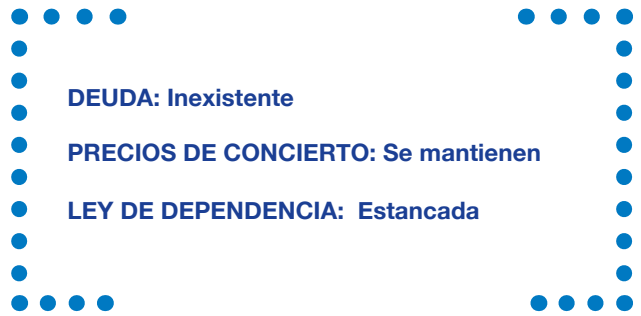 DEUDA: Inexistente
PRECIOS DE CONCIERTO: Se mantienen
LEY DE DEPENDENCIA: Estancada